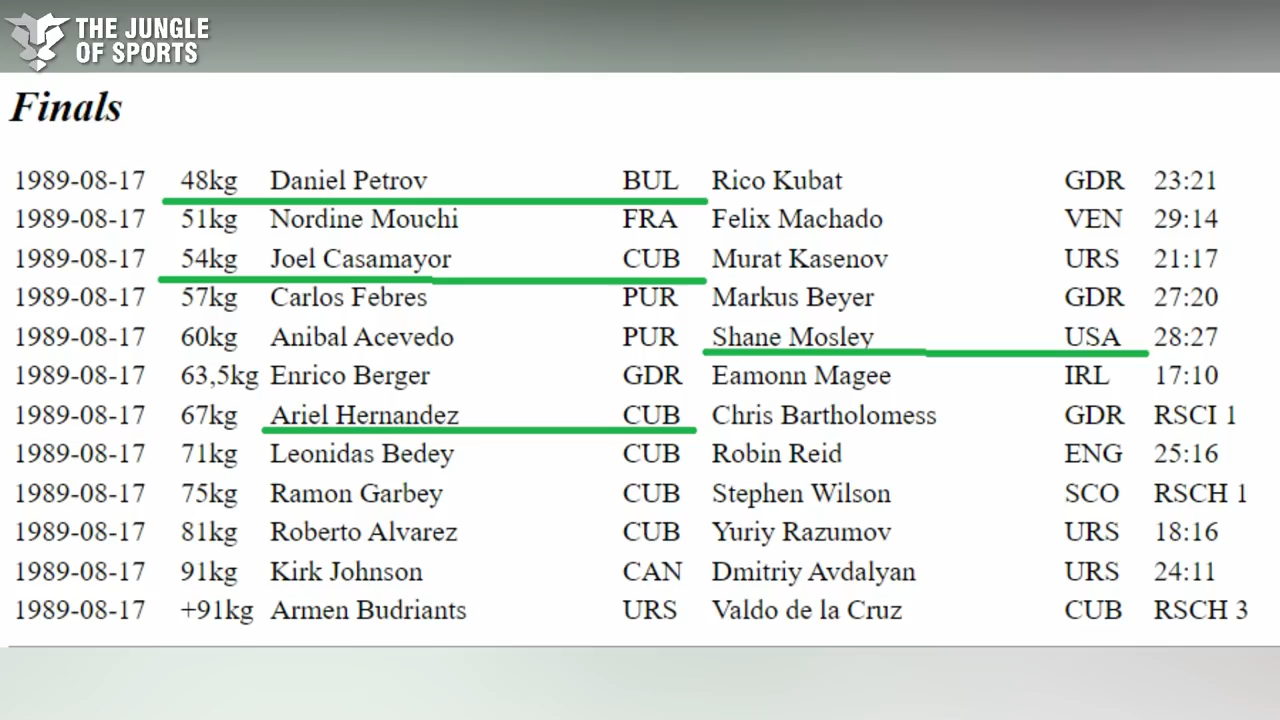 THE JUNGLE
OF SPORTS
Finals
1989-08-17 48kg Daniel Petrov BUL Rico Kubat GDR 23:21
1989-08-17 51kg Nordine Mouchi FRA Felix Machado VEN 29:14
1989-08-17 54kg Joel Casamayor CUB Murat Kasenov URS 21:17
1989-08-17 57kg Carlos Febres PUR Markus Beyer GDR 27:20
1989-08-17 60kg Anibal Acevedo PUR Shane Mosley USA 28:27
1989-08-17 63,5kg Enrico Berger GDR Eamonn Magee IRL 17:10
1989-08-17 67kg Ariel Hernandez CUB Chris Bartholomess GDR RSCI 1
1989-08-17 71kg Leonidas Bedey CUB Robin Reid ENG 25:16
1989-08-17 75kg Ramon Garbey CUB Stephen Wilson SCO RSCH 1
1989-08-17 81kg Roberto Alvarez CUB Yuriy Razumov URS 18:16
1989-08-17 91kg Kirk Johnson CAN Dmitriy Avdalyan URS 24:11
1989-08-17 +91kg Armen Budriants URS Valdo de la Cruz CUB RSCH 3